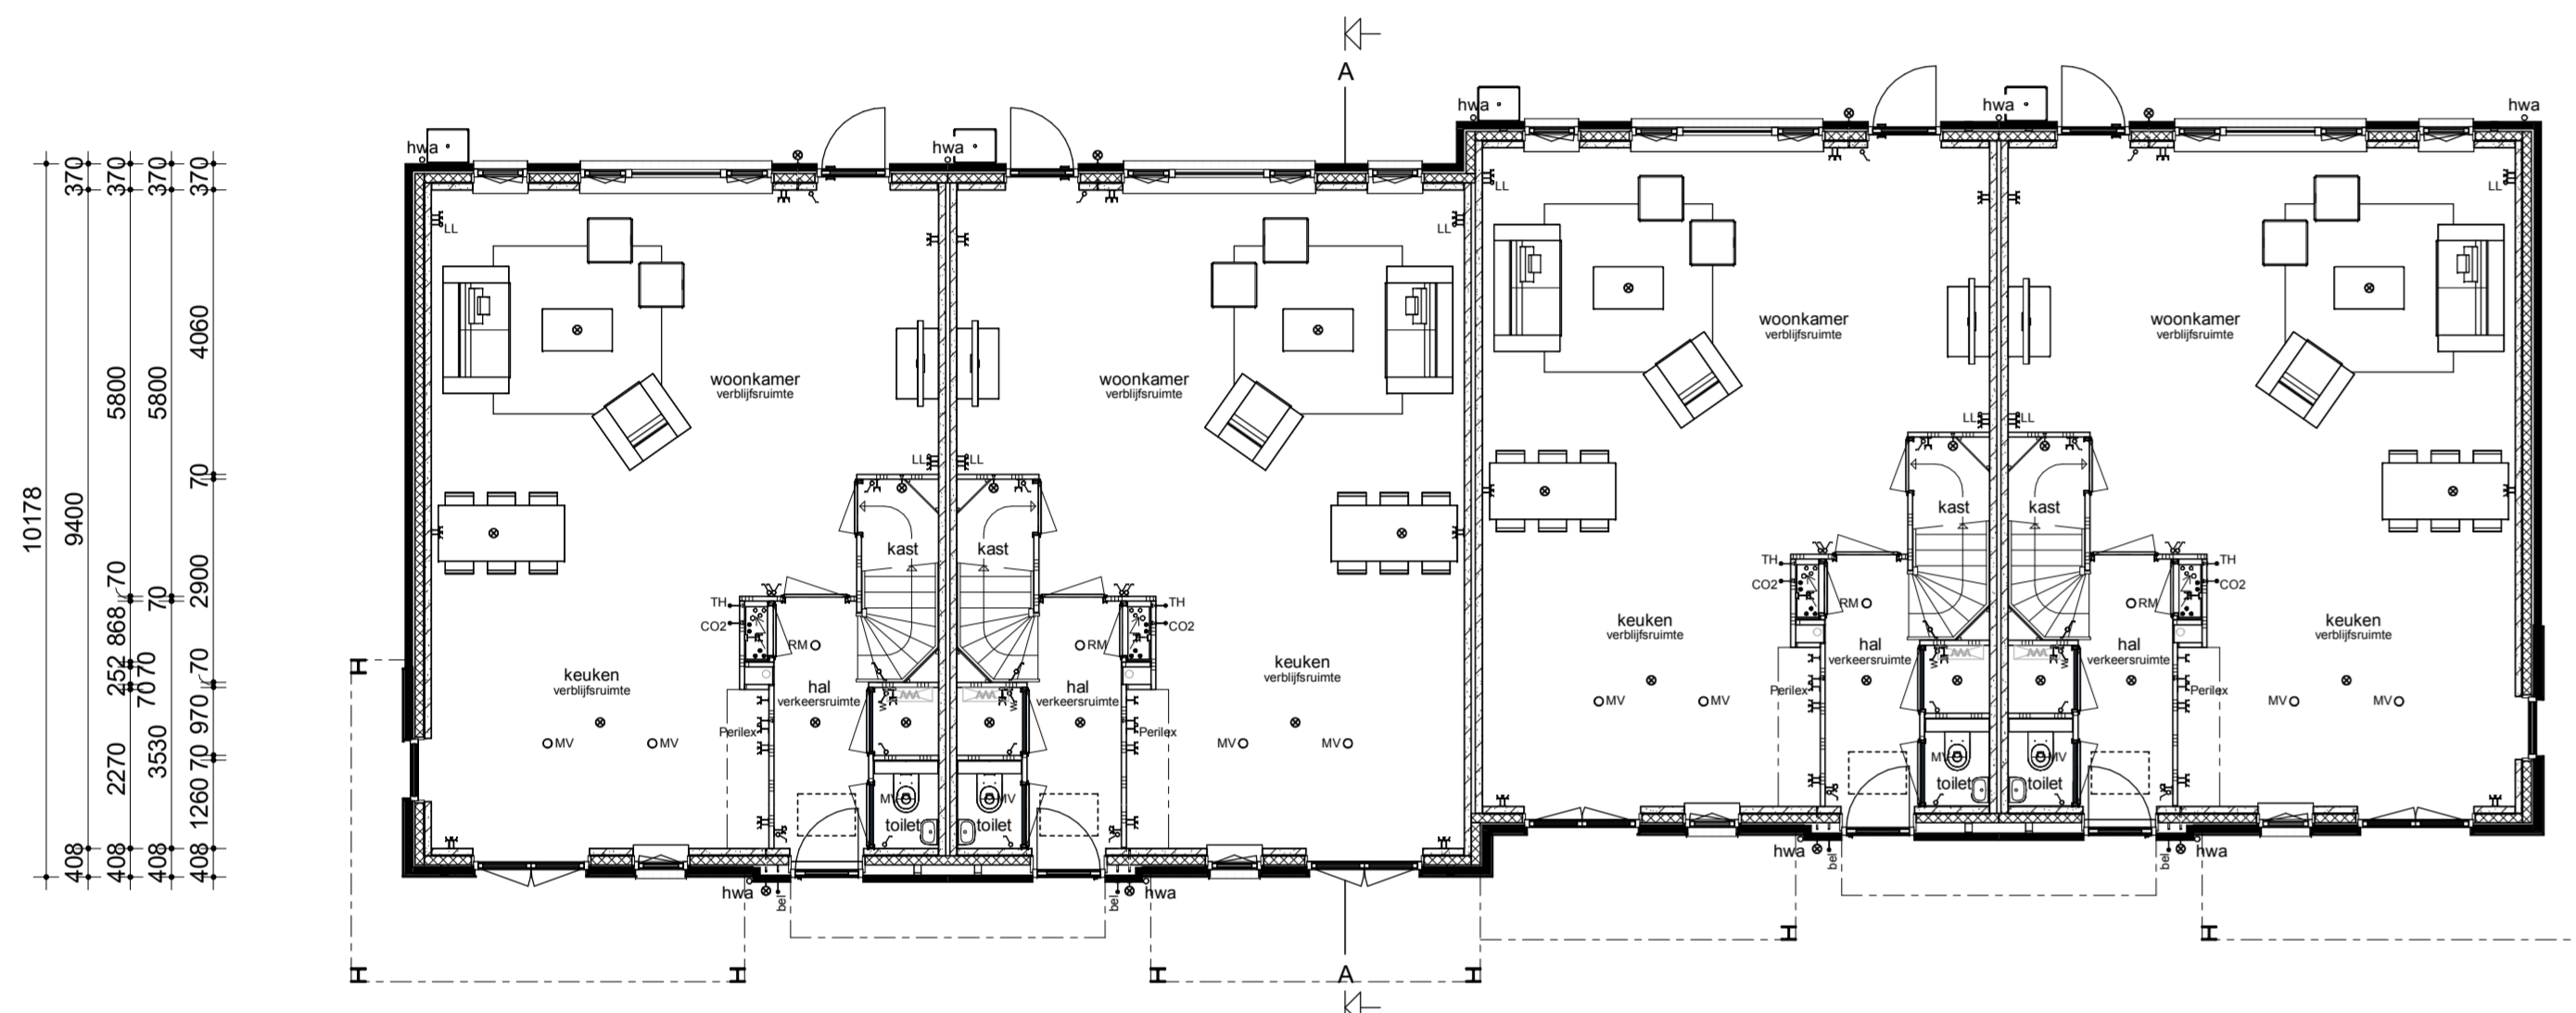 A
hwa
hwa
hwa
hwa
hwa
LL
LL
LL
LL
woonkamer
verblijfsruimte
woonkamer
verblijfsruimte
woonkamer
verblijfsruimte
woonkamer
verblijfsruimte
LL
LL
LL
LL
kast
kast
kast
kast
TH
CO2
TH
CO2
TH
CO2
TH
CO2
RM
RM
RM
RM
keuken
verblijfsruimte
keuken
verblijfsruimte
keuken
verblijfsruimte
keuken
verblijfsruimte
hal
verkeersruimte
hal
verkeersruimte
hal
verkeersruimte
hal
verkeersruimte
Perilex
Perilex
Perilex
Perilex
MV
MV
MV
MV
MV
MV
MV
MV
MV
MV
MV
MV
toilet
toilet
toilet
toilet
hwa
bel
bel
hwa
hwa
bel
bel
hwa
A
10178
370
9400
408
370
5800
70
868
252
70
2270
408
370
5800
70
70
3530
408
370
4060
70
2900
70
970
70
1260
408